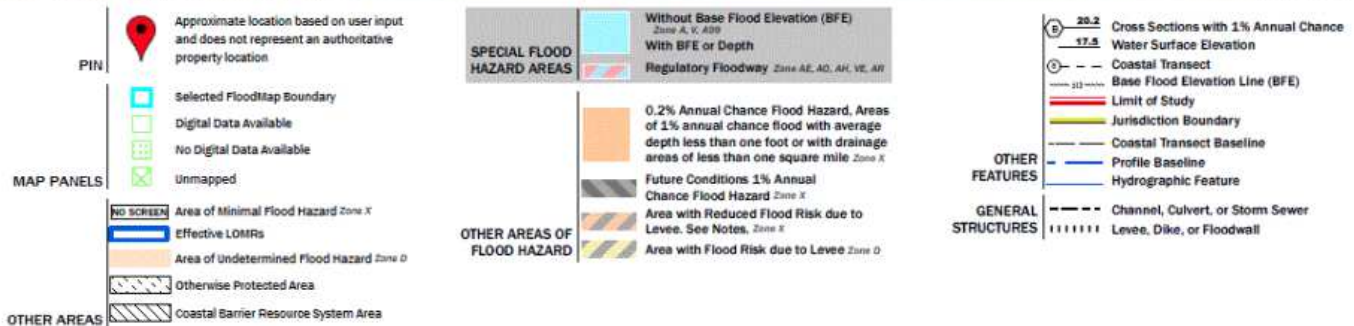 PIN
Approximate location based on user input
and does not represent an authoritative
property location
MAP PANELS
Selected FloodMap Boundary
Digital Data Available
No Digital Data Available
Unmapped
OTHER AREAS
NO SCREEN Area of Minimal Flood Hazard Zone X
Effective LOMRs
Area of Undetermined Flood Hazard Zone D
Otherwise Protected Area
Coastal Barrier Resource System Area
SPECIAL FLOOD
HAZARD AREAS
Without Base Flood Elevation (BFE)
Zone A, V, A99
With BFE or Depth
Regulatory Floodway Zone AE, AO, AH, VE, AR
OTHER AREAS OF
FLOOD HAZARD
0.2% Annual Chance Flood Hazard, Areas
of 1% annual chance flood with average
depth less than one foot or with drainage
areas of less than one square mile Zone X
Future Conditions 1% Annual
Chance Flood Hazard Zone X
Area with Reduced Flood Risk due to
Levee. See Notes. Zone X
Area with Flood Risk due to Levee Zone D
OTHER
FEATURES
B 20.2 Cross Sections with 1% Annual Chance
17.5 Water Surface Elevation
8 Coastal Transect
513 Base Flood Elevation Line (BFE)
Limit of Study
Jurisdiction Boundary
Coastal Transect Baseline
Profile Baseline
Hydrographic Feature
GENERAL
STRUCTURES
Channel, Culvert, or Storm Sewer
Levee, Dike, or Floodwall